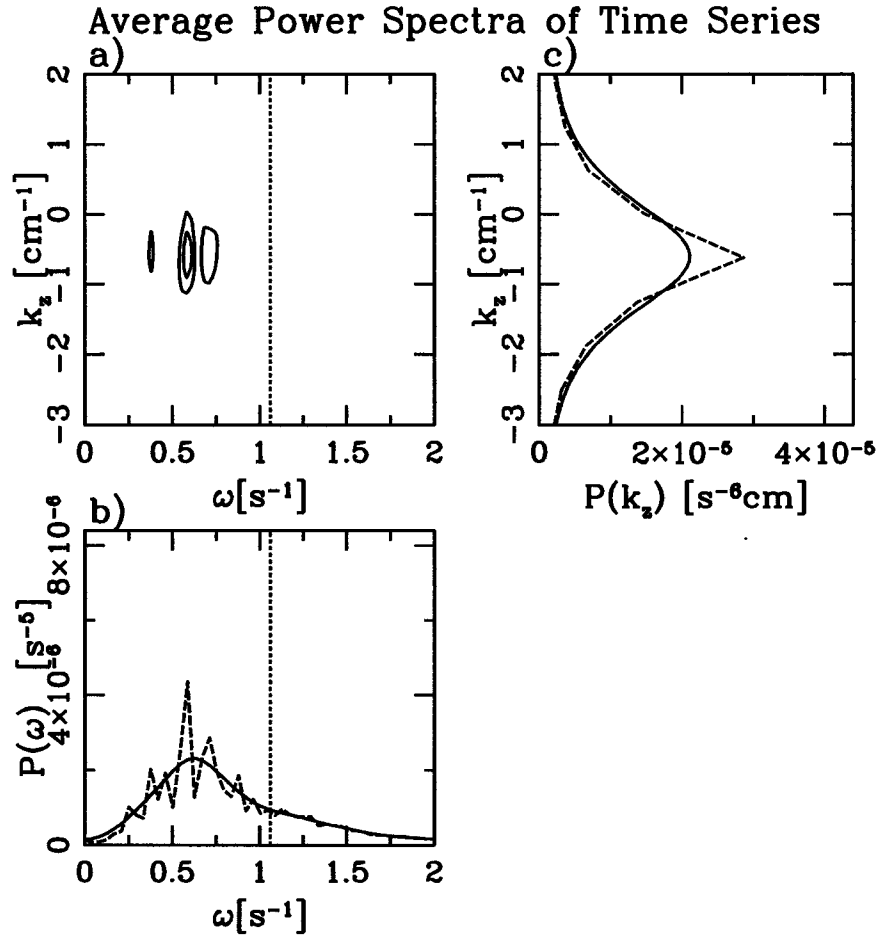 Average Power Spectra of Time Series
a)
k_z [cm⁻¹]
2
1
0
−1
−2
−3
0 0.5 1 1.5 2
ω[s⁻¹]
c)
k_z [cm⁻¹]
2
1
0
−1
−2
−3
0 2×10⁻⁵ 4×10⁻⁵
P(k_z) [s⁻⁶cm]
b)
P(ω) [s⁻⁵]
8×10⁻⁶
4×10⁻⁶
0
0 0.5 1 1.5 2
ω[s⁻¹]